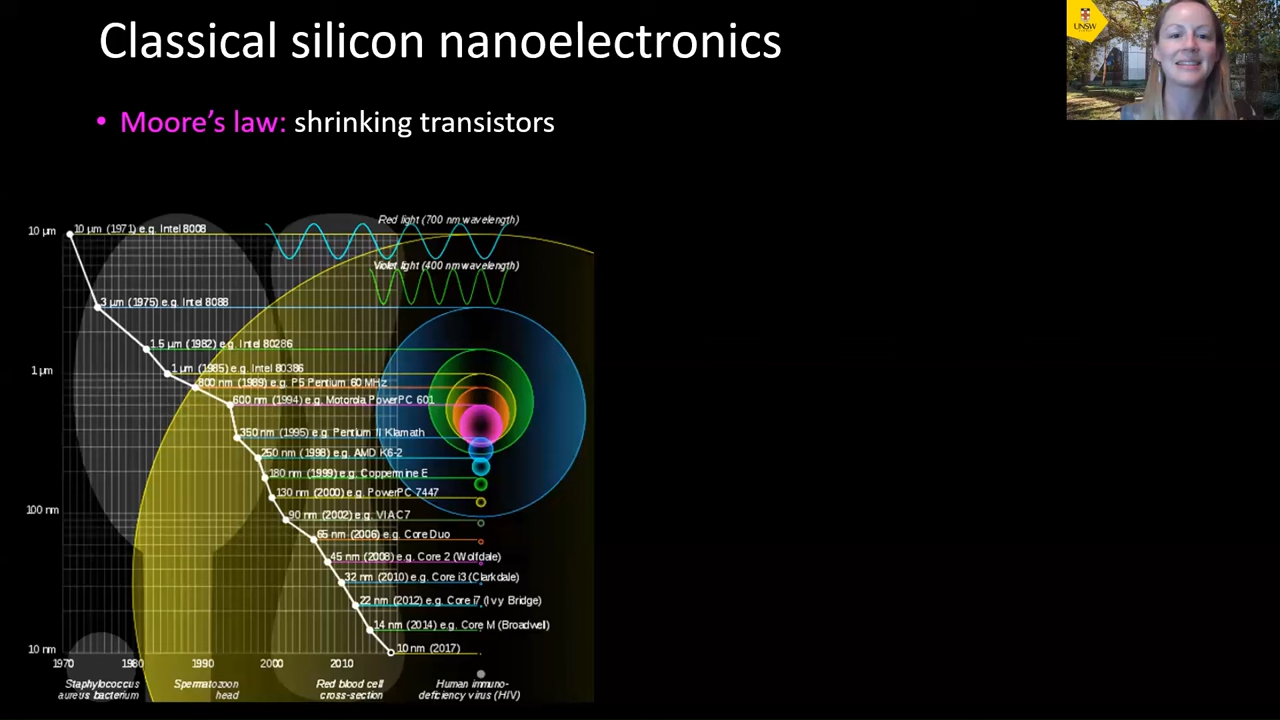 Classical silicon nanoelectronics
UNSW
• Moore's law: shrinking transistors
Red light (700 nm wavelength)
10 µm
10 µm (1971) e.g. Intel 8008
Violet light (400 nm wavelength)
3 µm (1975) e.g. Intel 8088
1.5 µm (1982) e.g. Intel 80286
1 µm
1 µm (1985) e.g. Intel 80386
800 nm (1989) e.g. P5 Pentium 60 MHz
600 nm (1994) e.g. Motorola PowerPC 601
350 nm (1995) e.g. Pentium II Klamath
250 nm (1998) e.g. AMD K6-2
180 nm (1999) e.g. Coppermine E
130 nm (2000) e.g. PowerPC 7447
100 nm
90 nm (2002) e.g. VIA C7
65 nm (2006) e.g. Core Duo
45 nm (2008) e.g. Core 2 (Wolfdale)
32 nm (2010) e.g. Core i3 (Clarkdale)
22 nm (2012) e.g. Core i7 (Ivy Bridge)
14 nm (2014) e.g. Core M (Broadwell)
10 nm
10 nm (2017)
1970 1980 1990 2000 2010
Staphylococcus
aureus bacterium
Spermatozoon
head
Red blood cell
cross-section
Human immuno-
deficiency virus (HIV)